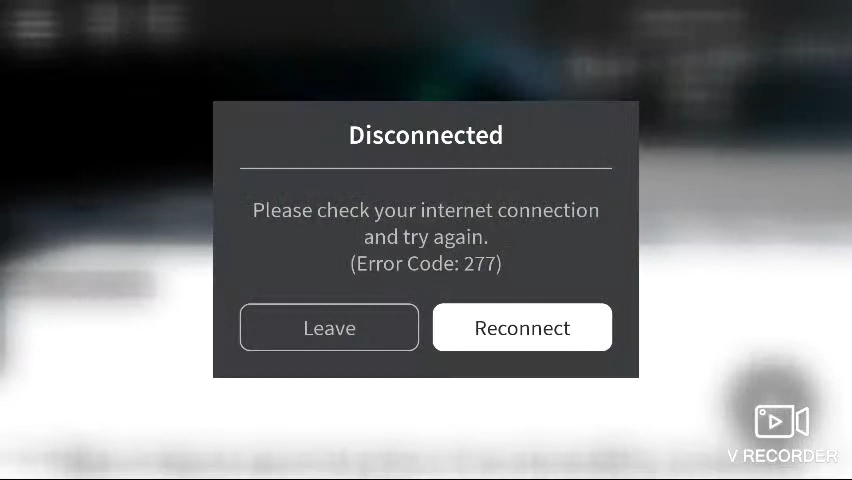 Disconnected
Please check your internet connection
and try again.
(Error Code: 277)
Leave
Reconnect
V RECORDER